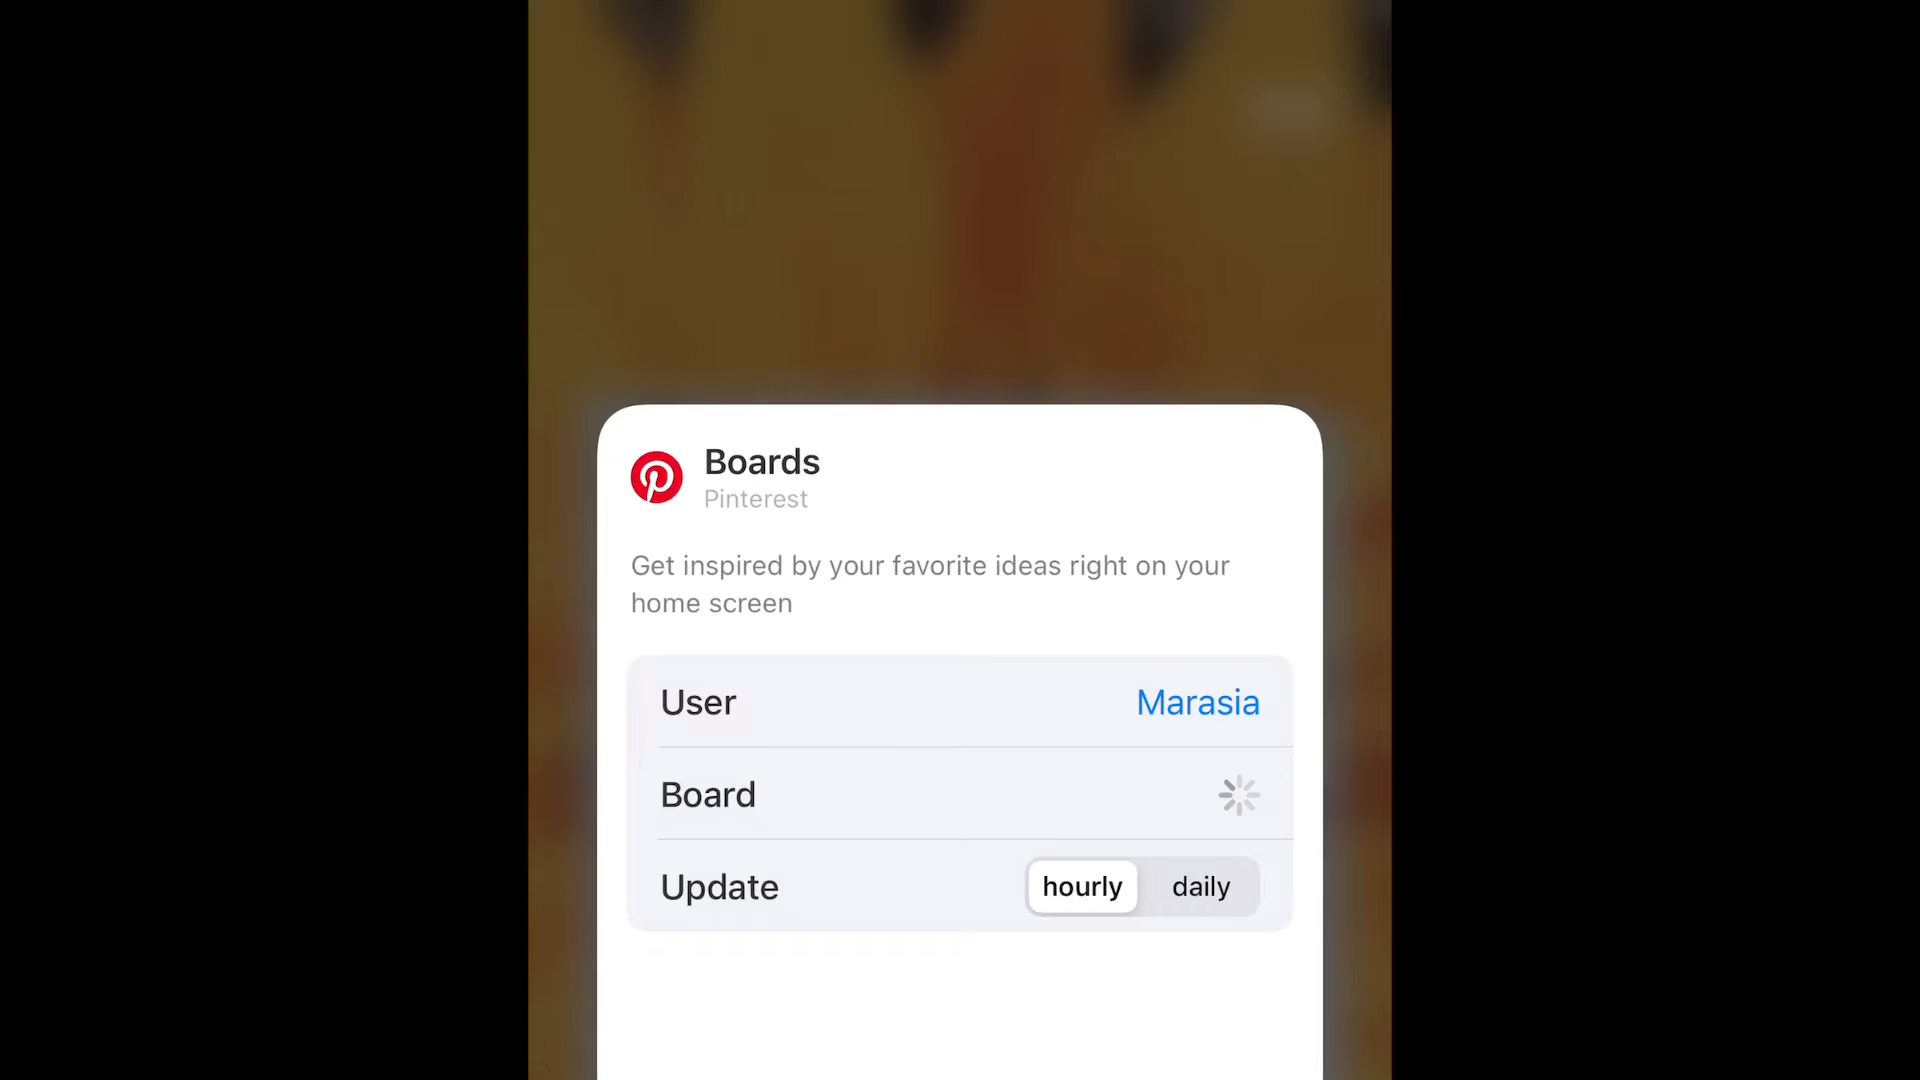 Boards
Pinterest
Get inspired by your favorite ideas right on your
home screen
User Marasia
Board
Update hourly daily